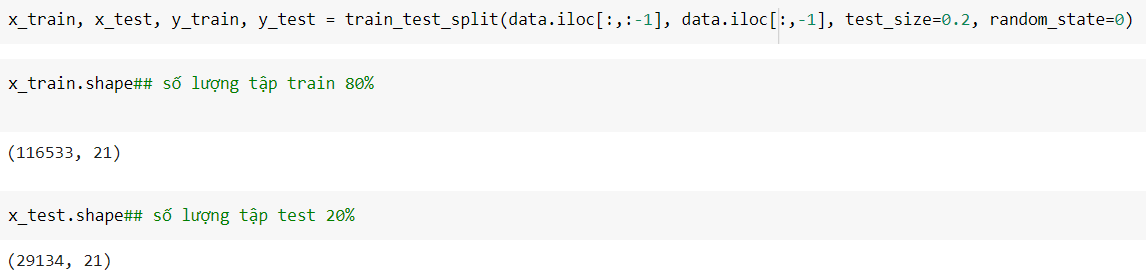 x_train, x_test, y_train, y_test = train_test_split(data.iloc[:,:-1], data.iloc[:,-1], test_size=0.2, random_state=0)
x_train.shape## số lượng tập train 80%
(116533, 21)
x_test.shape## số lượng tập test 20%
(29134, 21)